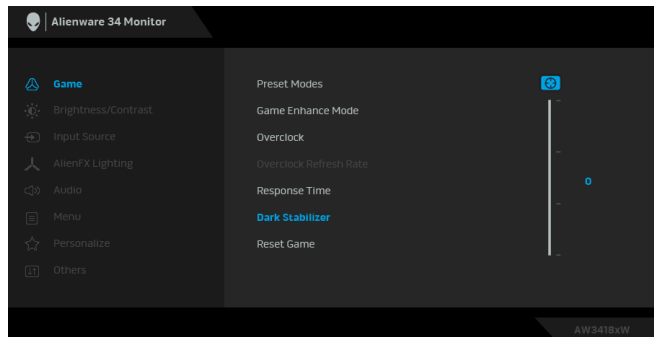 Alienware 34 Monitor
Game
Brightness/Contrast
Input Source
AlienFX Lighting
Audio
Menu
Personalize
Others
Preset Modes
Game Enhance Mode
Overclock
Overclock Refresh Rate
Response Time
Dark Stabilizer
Reset Game
0
AW3418xW